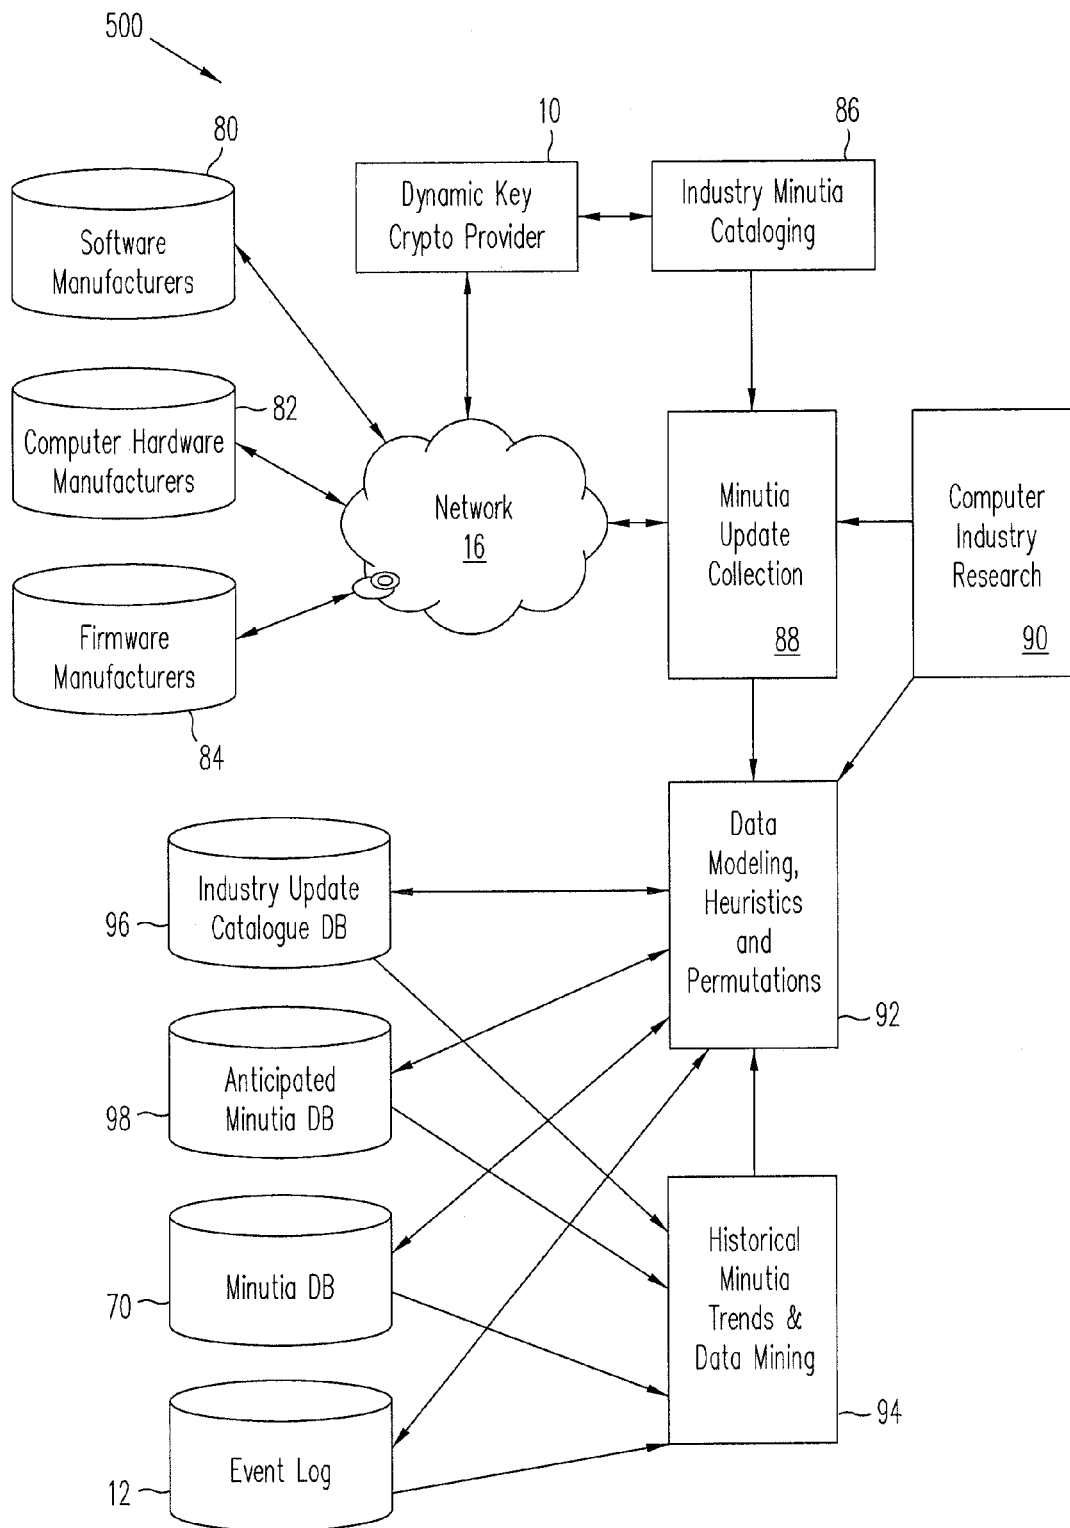 500
80
10
86
Software
Manufacturers
Dynamic Key
Crypto Provider
Industry Minutia
Cataloging
82
Computer Hardware
Manufacturers
Network
16
Minutia
Update
Collection
88
Computer
Industry
Research
90
Firmware
Manufacturers
84
Industry Update
Catalogue DB
96
Data
Modeling,
Heuristics
and
Permutations
92
Anticipated
Minutia DB
98
Minutia DB
70
Historical
Minutia
Trends &
Data Mining
94
Event Log
12